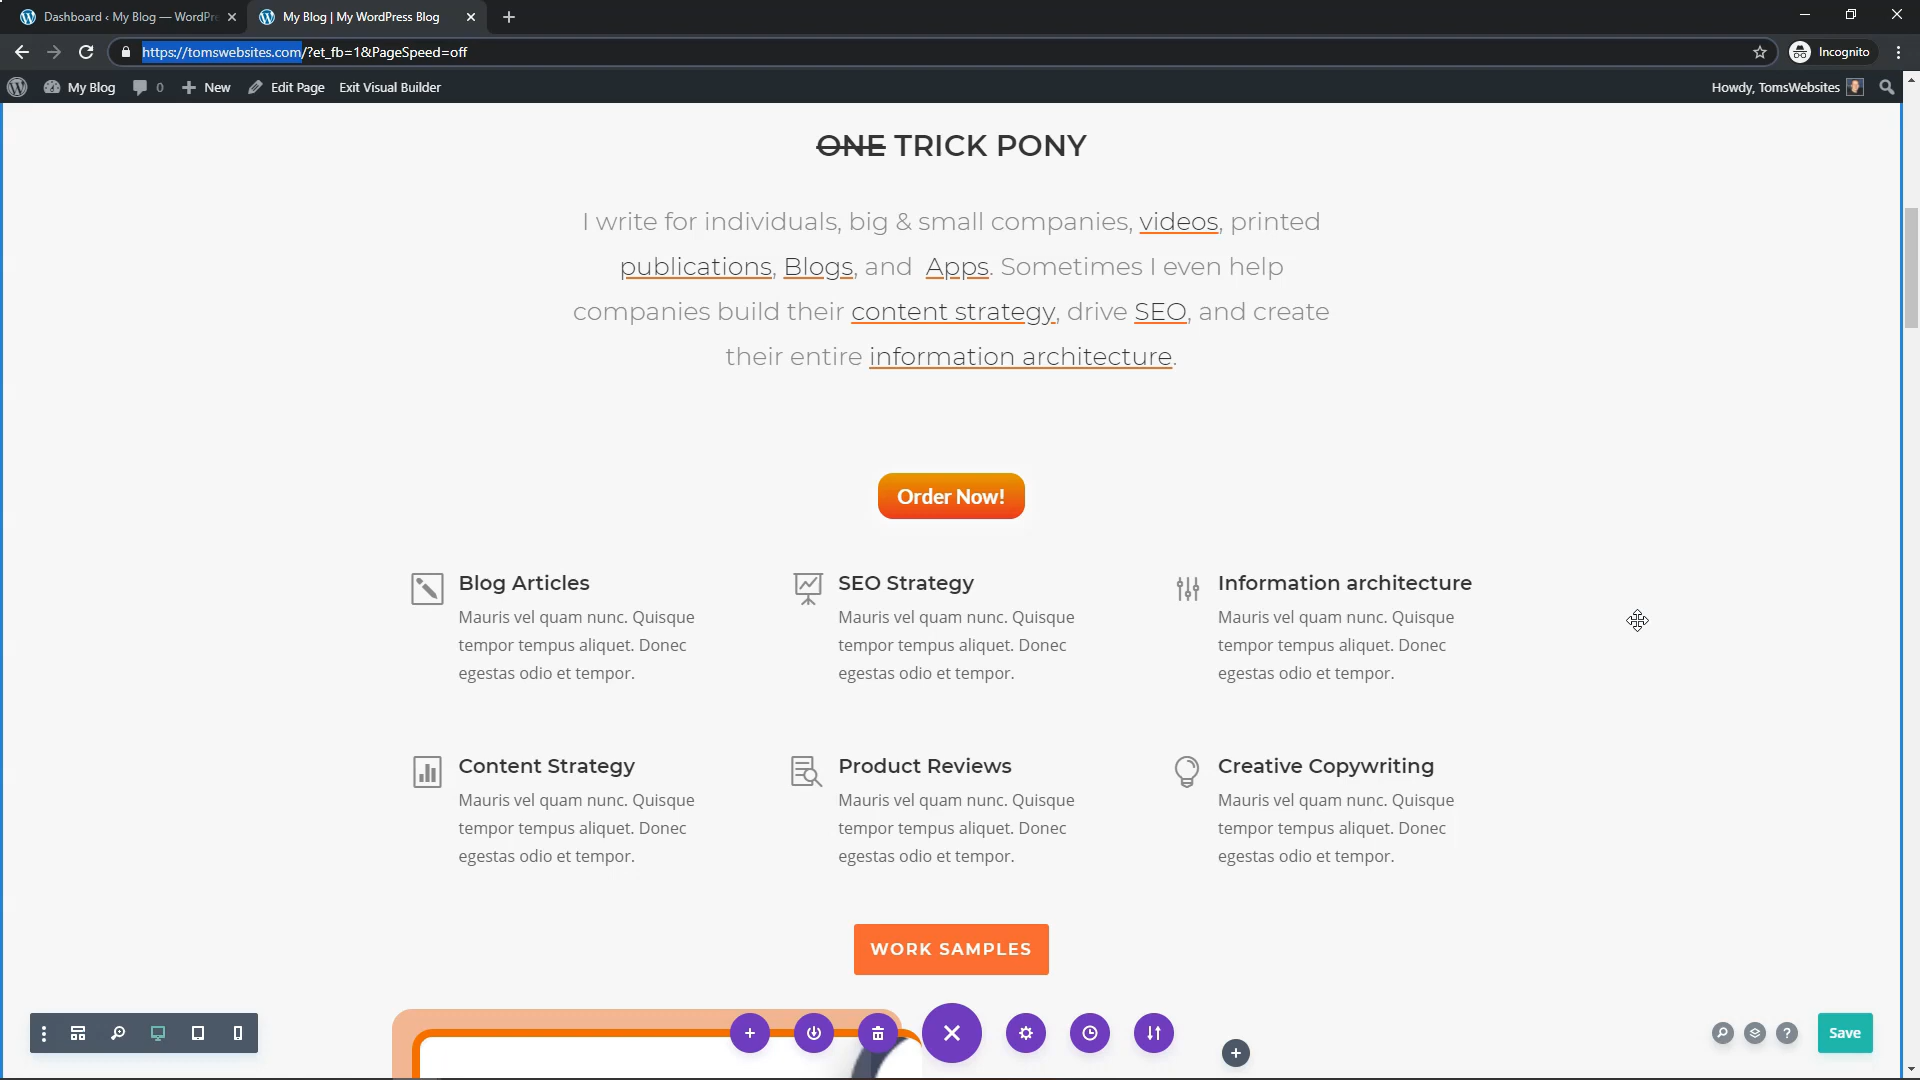 Dashboard ‹ My Blog — WordPre
My Blog | My WordPress Blog
https://tomswebsites.com/?et_fb=1&PageSpeed=off
Incognito
My Blog
0
New
Edit Page
Exit Visual Builder
Howdy, TomsWebsites
ONE TRICK PONY
I write for individuals, big & small companies, videos, printed
publications, Blogs, and Apps. Sometimes I even help
companies build their content strategy, drive SEO, and create
their entire information architecture.
Order Now!
Blog Articles
Mauris vel quam nunc. Quisque
tempor tempus aliquet. Donec
egestas odio et tempor.
SEO Strategy
Mauris vel quam nunc. Quisque
tempor tempus aliquet. Donec
egestas odio et tempor.
Information architecture
Mauris vel quam nunc. Quisque
tempor tempus aliquet. Donec
egestas odio et tempor.
Content Strategy
Mauris vel quam nunc. Quisque
tempor tempus aliquet. Donec
egestas odio et tempor.
Product Reviews
Mauris vel quam nunc. Quisque
tempor tempus aliquet. Donec
egestas odio et tempor.
Creative Copywriting
Mauris vel quam nunc. Quisque
tempor tempus aliquet. Donec
egestas odio et tempor.
WORK SAMPLES
Save